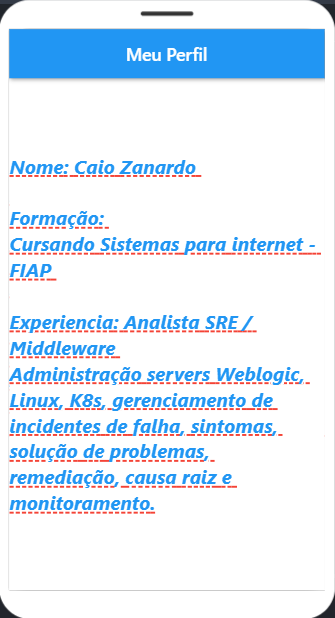 Meu Perfil
Nome: Caio Zanardo
Formação:
Cursando Sistemas para internet -
FIAP
Experiencia: Analista SRE /
Middleware
Administração servers Weblogic,
Linux, K8s, gerenciamento de
incidentes de falha, sintomas,
solução de problemas,
remediação, causa raiz e
monitoramento.